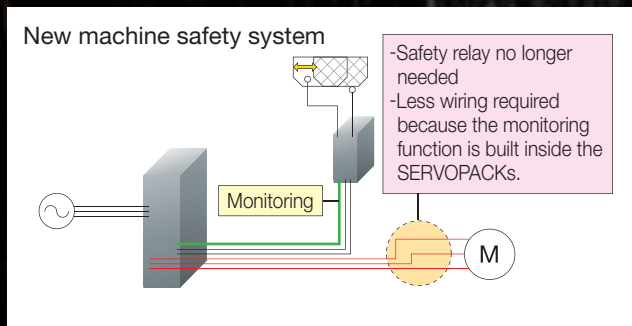 New machine safety system
-Safety relay no longer
needed
-Less wiring required
because the monitoring
function is built inside the
SERVOPACKs.
Monitoring
M